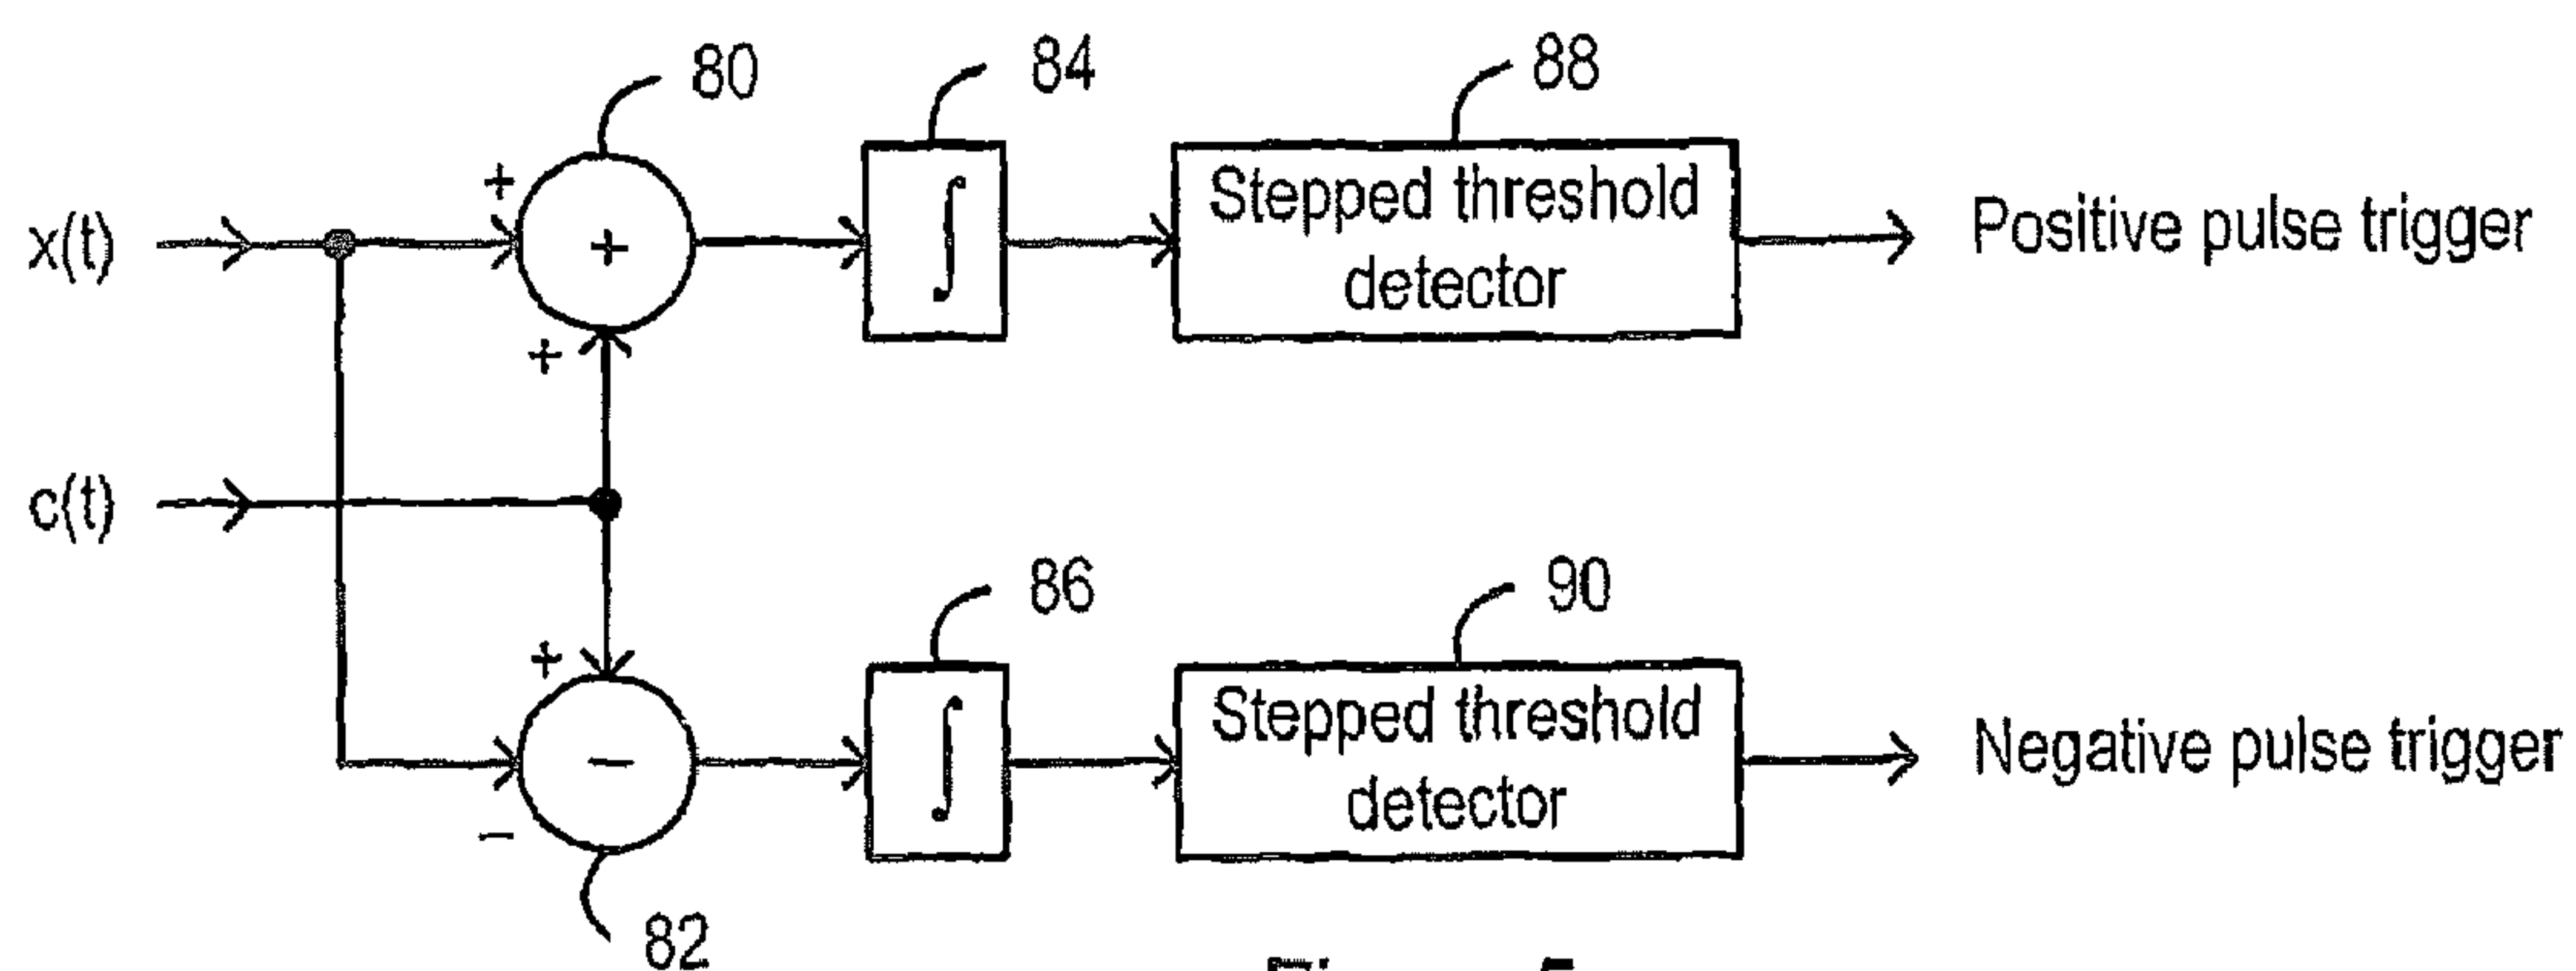 80
84
88
+
x(t)
+
∫
Stepped threshold
detector
Positive pulse trigger
+
c(t)
86
90
+
−
∫
Stepped threshold
detector
Negative pulse trigger
−
82